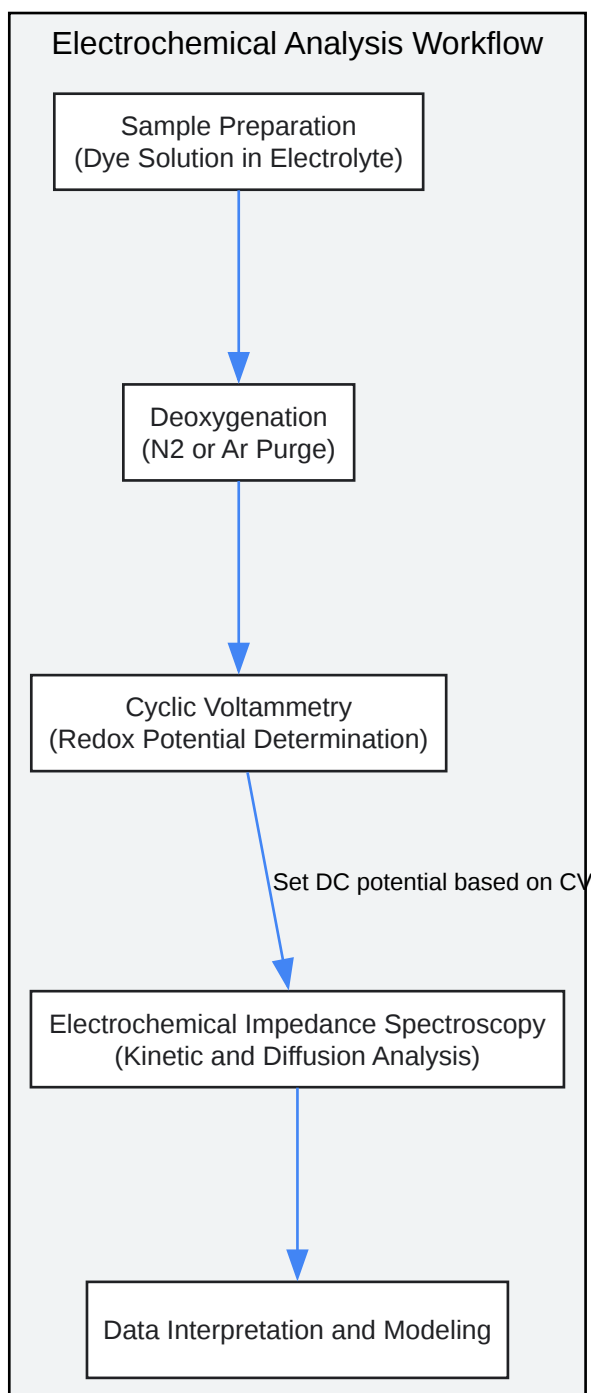 Electrochemical Analysis Workflow
Sample Preparation
(Dye Solution in Electrolyte)
Deoxygenation
(N2 or Ar Purge)
Cyclic Voltammetry
(Redox Potential Determination)
Set DC potential based on CV
Electrochemical Impedance Spectroscopy
(Kinetic and Diffusion Analysis)
Data Interpretation and Modeling